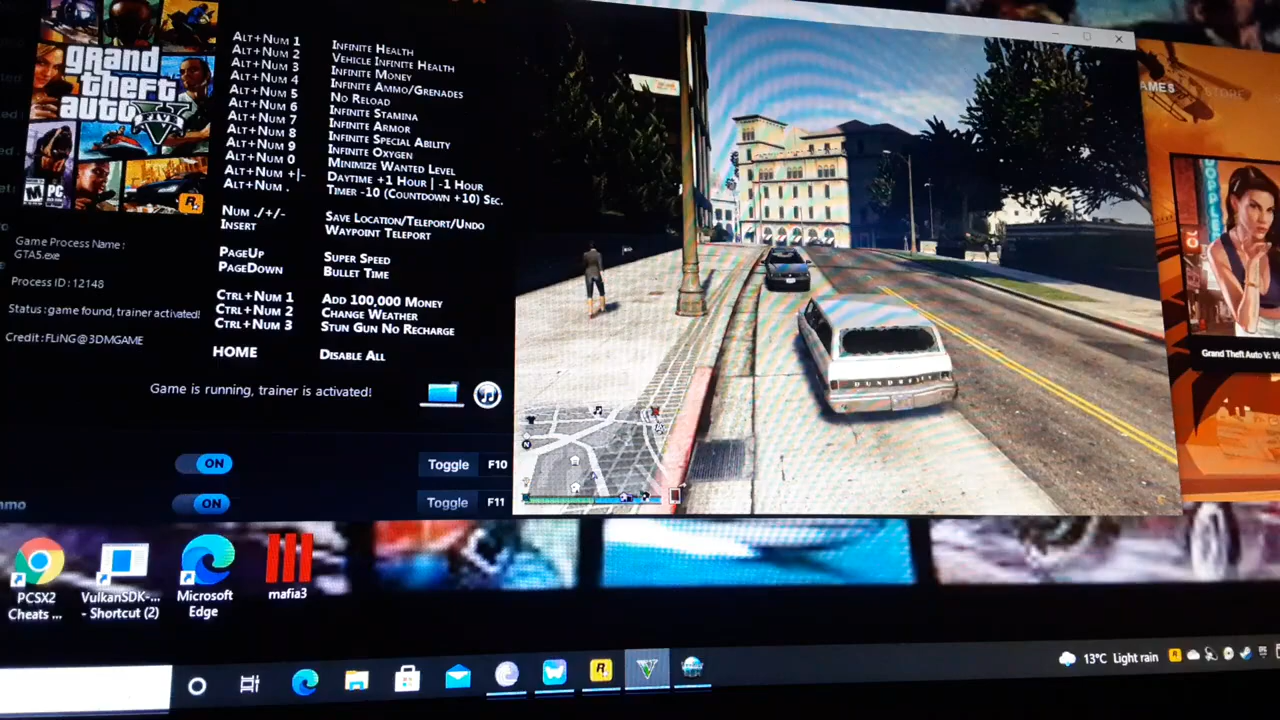 grand
theft
auto
FIVE
M
PC
R
Game Process Name :
GTA5.exe
Process ID : 12148
Status : game found, trainer activated!
Credit : FLiNG@3DMGAME
Alt+Num 1 Infinite Health
Alt+Num 2 Vehicle Infinite Health
Alt+Num 3 Infinite Money
Alt+Num 4 Infinite Ammo/Grenades
Alt+Num 5 No Reload
Alt+Num 6 Infinite Stamina
Alt+Num 7 Infinite Armor
Alt+Num 8 Infinite Special Ability
Alt+Num 9 Infinite Oxygen
Alt+Num 0 Minimize Wanted Level
Alt+Num +|- Daytime +1 Hour | -1 Hour
Alt+Num . Timer -10 (Countdown +10) Sec.
Num ./+/- Save Location/Teleport/Undo
Insert Waypoint Teleport
PageUp Super Speed
PageDown Bullet Time
Ctrl+Num 1 Add 100,000 Money
Ctrl+Num 2 Change Weather
Ctrl+Num 3 Stun Gun No Recharge
Home Disable All
Game is running, trainer is activated!
ON Toggle F10
mmo ON Toggle F11
DUNDREARY
N
AMES STORE
Grand Theft Auto V: Vi
PCSX2
Cheats ...
VulkanSDK-...
- Shortcut (2)
Microsoft
Edge
mafia3
13°C Light rain